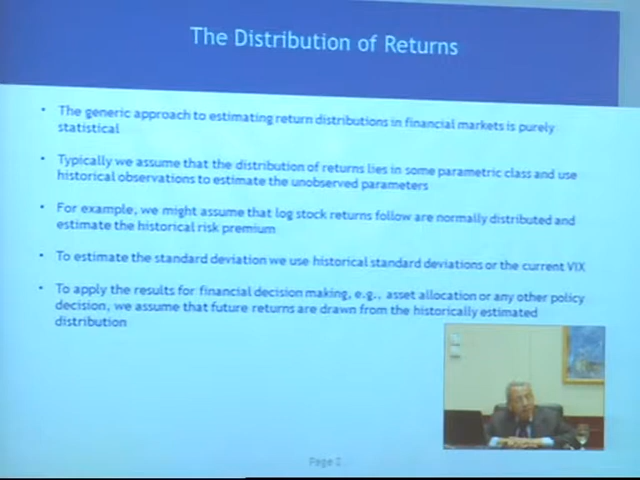 The Distribution of Returns
• The generic approach to estimating return distributions in financial markets is purely
statistical
• Typically we assume that the distribution of returns lies in some parametric class and use
historical observations to estimate the unobserved parameters
• For example, we might assume that log stock returns follow are normally distributed and
estimate the historical risk premium
• To estimate the standard deviation we use historical standard deviations or the current VIX
• To apply the results for financial decision making, e.g., asset allocation or any other policy
decision, we assume that future returns are drawn from the historically estimated
distribution
Page 2